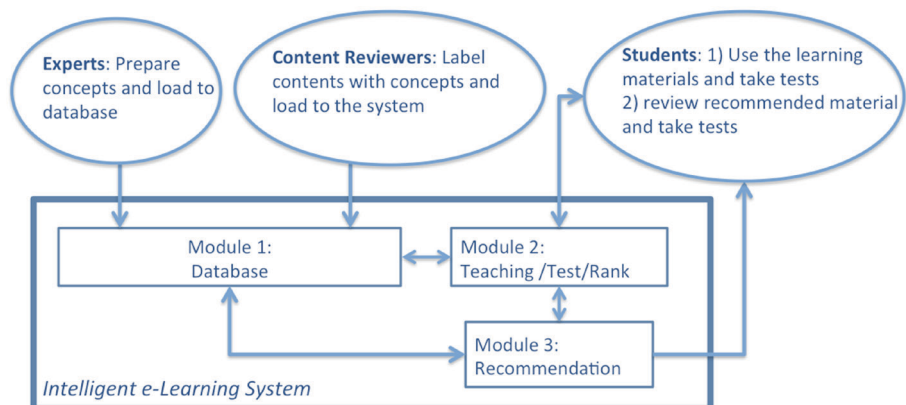 Experts: Prepare
concepts and load to
database
Content Reviewers: Label
contents with concepts and
load to the system
Students: 1) Use the learning
materials and take tests
2) review recommended material
and take tests
Module 1:
Database
Module 2:
Teaching /Test/Rank
Module 3:
Recommendation
Intelligent e-Learning System